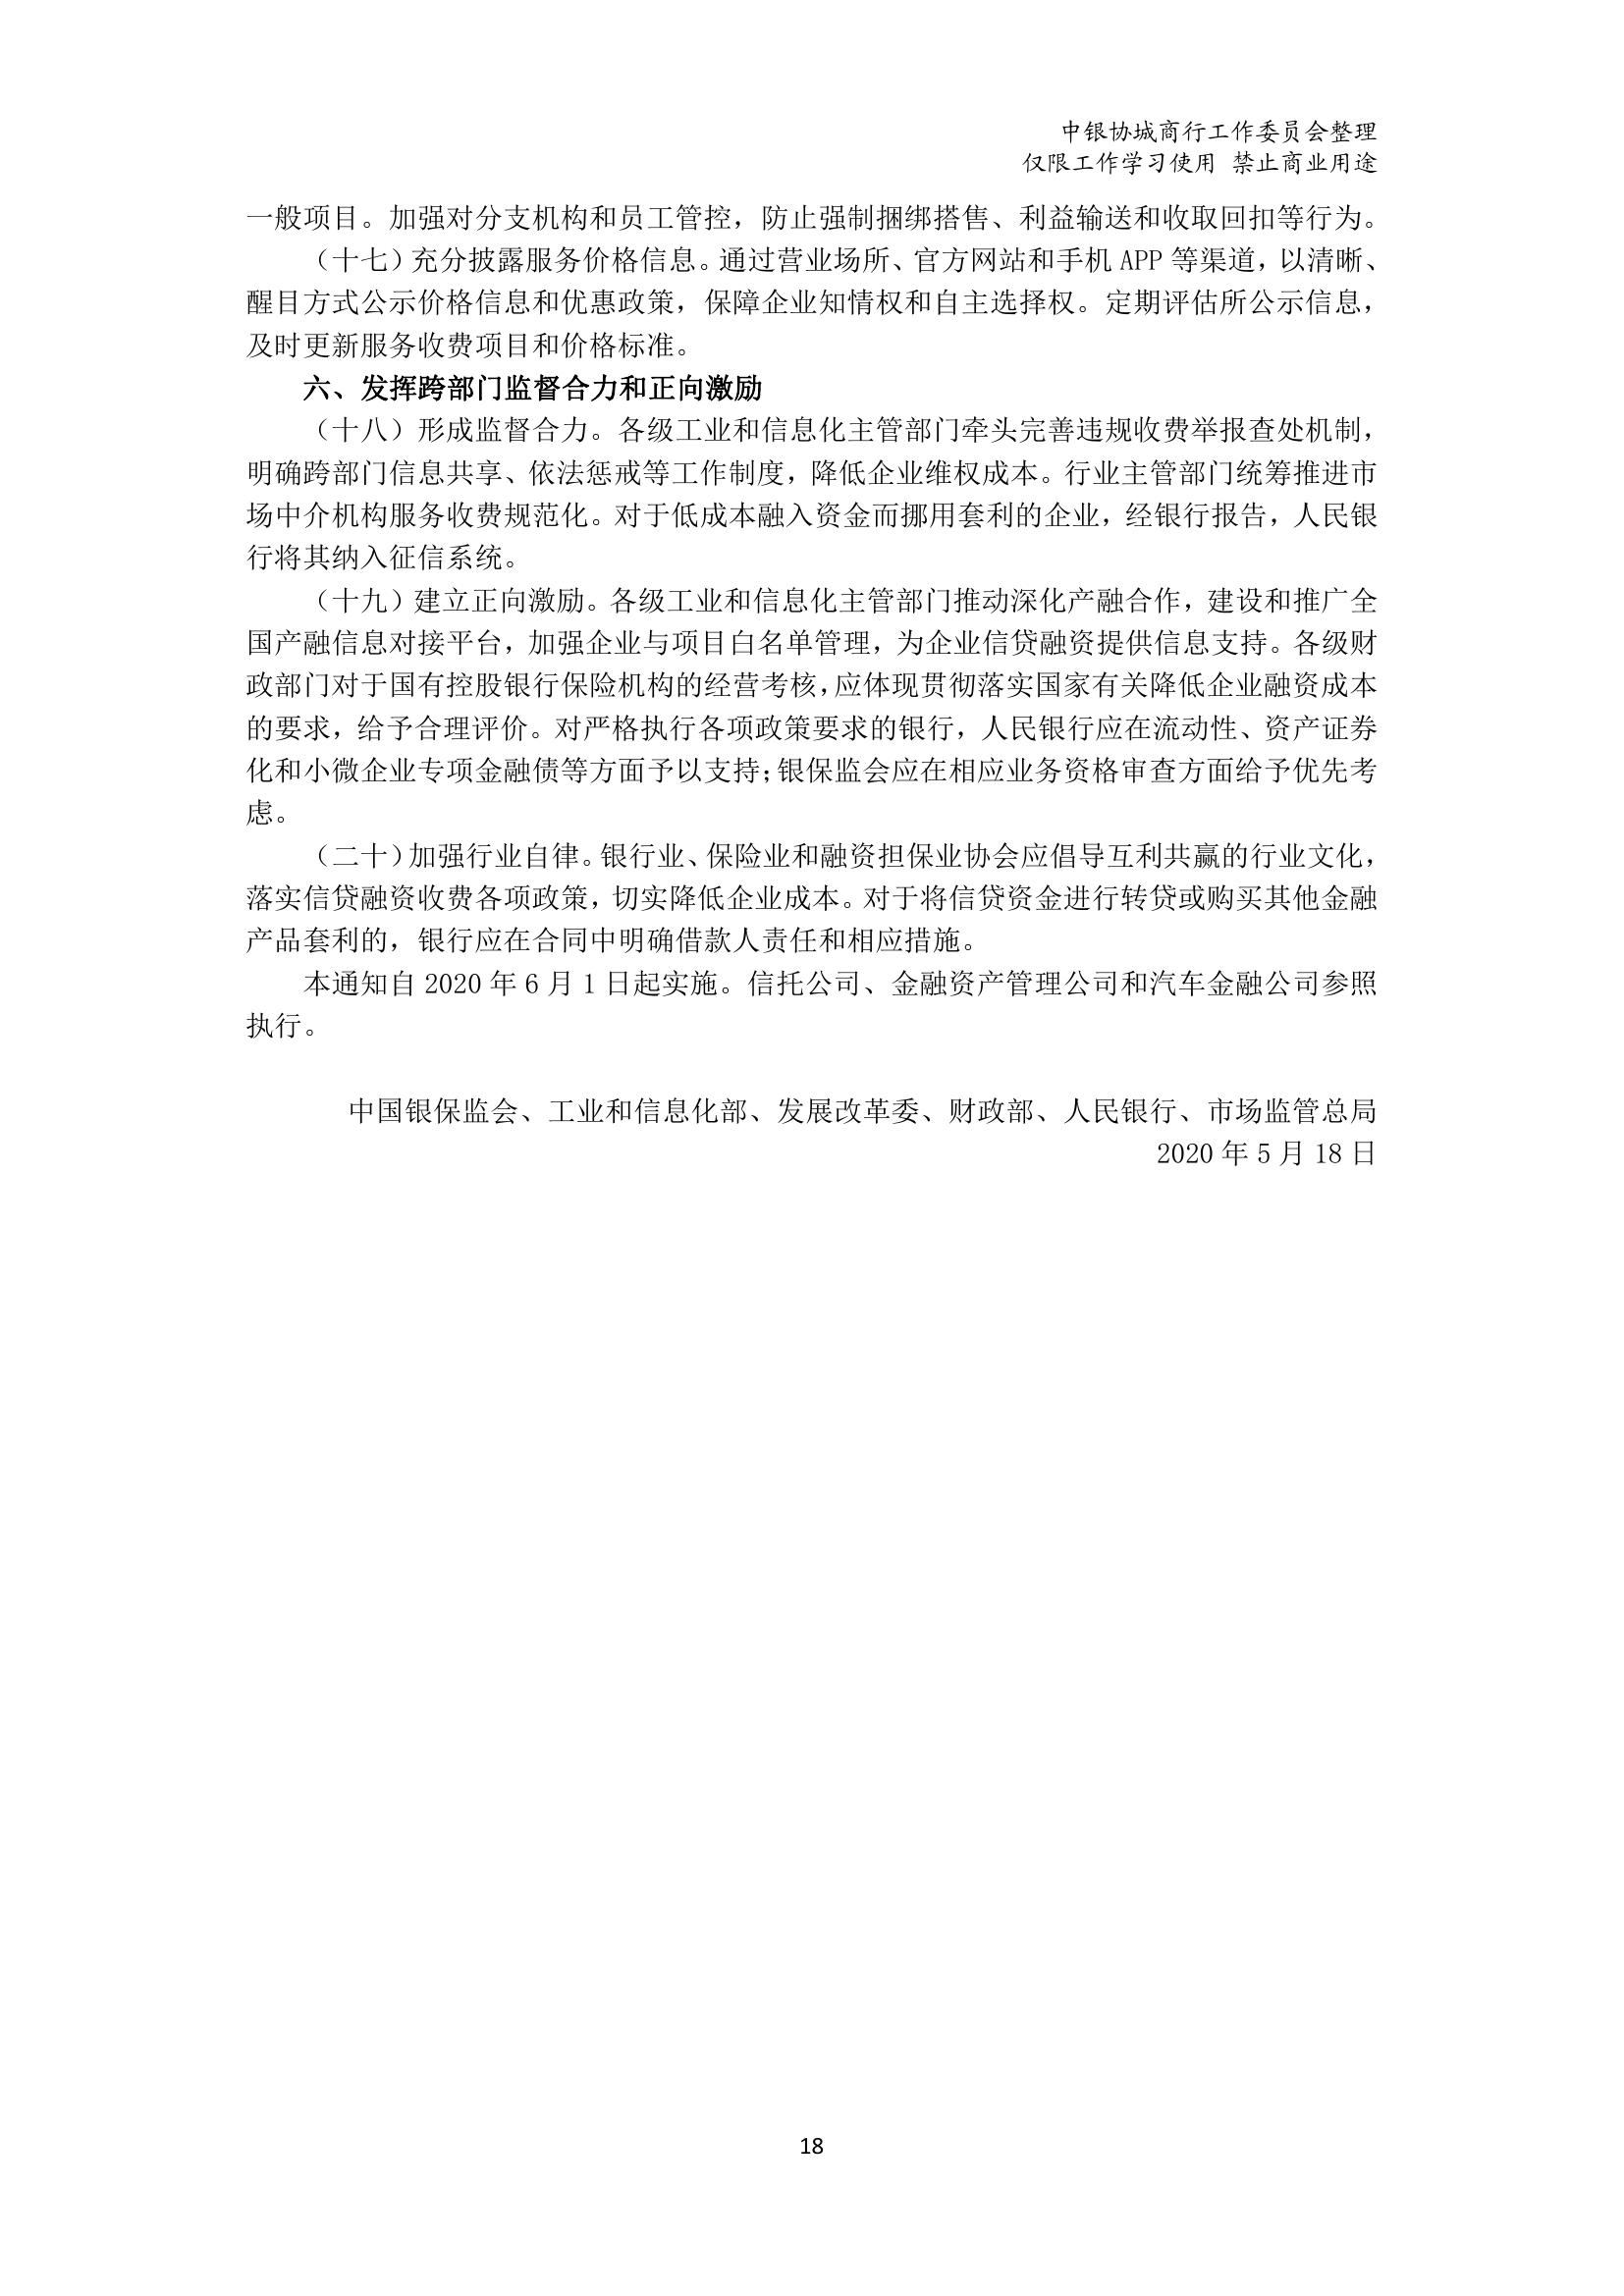 中银协城商行工作委员会整理
仅限工作学习使用 禁止商业用途
一般项目。加强对分支机构和员工管控，防止强制捆绑搭售、利益输送和收取回扣等行为。
（十七）充分披露服务价格信息。通过营业场所、官方网站和手机 APP 等渠道，以清晰、
醒目方式公示价格信息和优惠政策，保障企业知情权和自主选择权。定期评估所公示信息，
及时更新服务收费项目和价格标准。
六、发挥跨部门监督合力和正向激励
（十八）形成监督合力。各级工业和信息化主管部门牵头完善违规收费举报查处机制，
明确跨部门信息共享、依法惩戒等工作制度，降低企业维权成本。行业主管部门统筹推进市
场中介机构服务收费规范化。对于低成本融入资金而挪用套利的企业，经银行报告，人民银
行将其纳入征信系统。
（十九）建立正向激励。各级工业和信息化主管部门推动深化产融合作，建设和推广全
国产融信息对接平台，加强企业与项目白名单管理，为企业信贷融资提供信息支持。各级财
政部门对于国有控股银行保险机构的经营考核，应体现贯彻落实国家有关降低企业融资成本
的要求，给予合理评价。对严格执行各项政策要求的银行，人民银行应在流动性、资产证券
化和小微企业专项金融债等方面予以支持；银保监会应在相应业务资格审查方面给予优先考
虑。
（二十）加强行业自律。银行业、保险业和融资担保业协会应倡导互利共赢的行业文化，
落实信贷融资收费各项政策，切实降低企业成本。对于将信贷资金进行转贷或购买其他金融
产品套利的，银行应在合同中明确借款人责任和相应措施。
本通知自 2020 年 6 月 1 日起实施。信托公司、金融资产管理公司和汽车金融公司参照
执行。
中国银保监会、工业和信息化部、发展改革委、财政部、人民银行、市场监管总局
2020 年 5 月 18 日
18